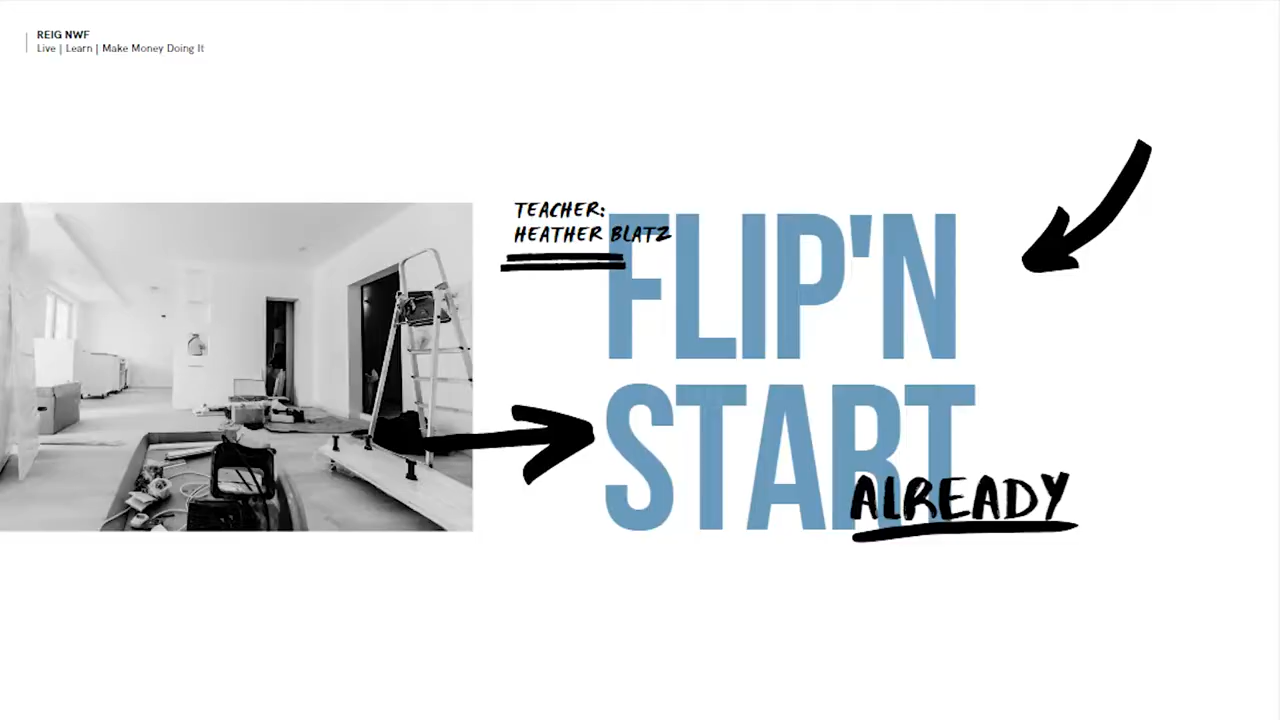 REIG NWF
Live | Learn | Make Money Doing It
TEACHER:
HEATHER BLATZ
FLIP'N
START
ALREADY